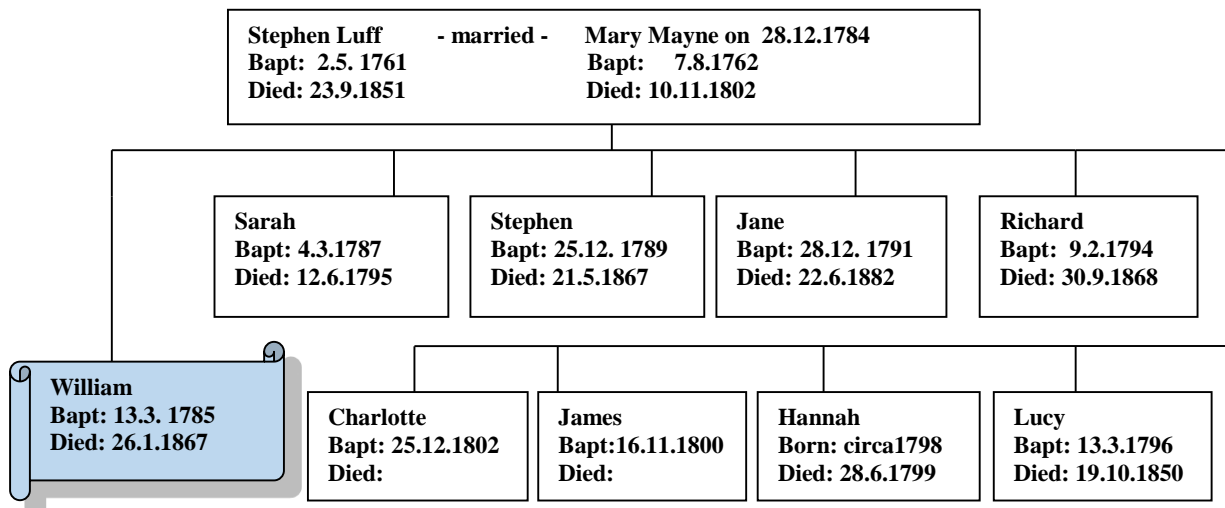 Stephen Luff - married - Mary Mayne on 28.12.1784
Bapt: 2.5. 1761 Bapt: 7.8.1762
Died: 23.9.1851 Died: 10.11.1802
Sarah
Bapt: 4.3.1787
Died: 12.6.1795
Stephen
Bapt: 25.12. 1789
Died: 21.5.1867
Jane
Bapt: 28.12. 1791
Died: 22.6.1882
Richard
Bapt: 9.2.1794
Died: 30.9.1868
William
Bapt: 13.3. 1785
Died: 26.1.1867
Charlotte
Bapt: 25.12.1802
Died:
James
Bapt:16.11.1800
Died:
Hannah
Born: circa1798
Died: 28.6.1799
Lucy
Bapt: 13.3.1796
Died: 19.10.1850